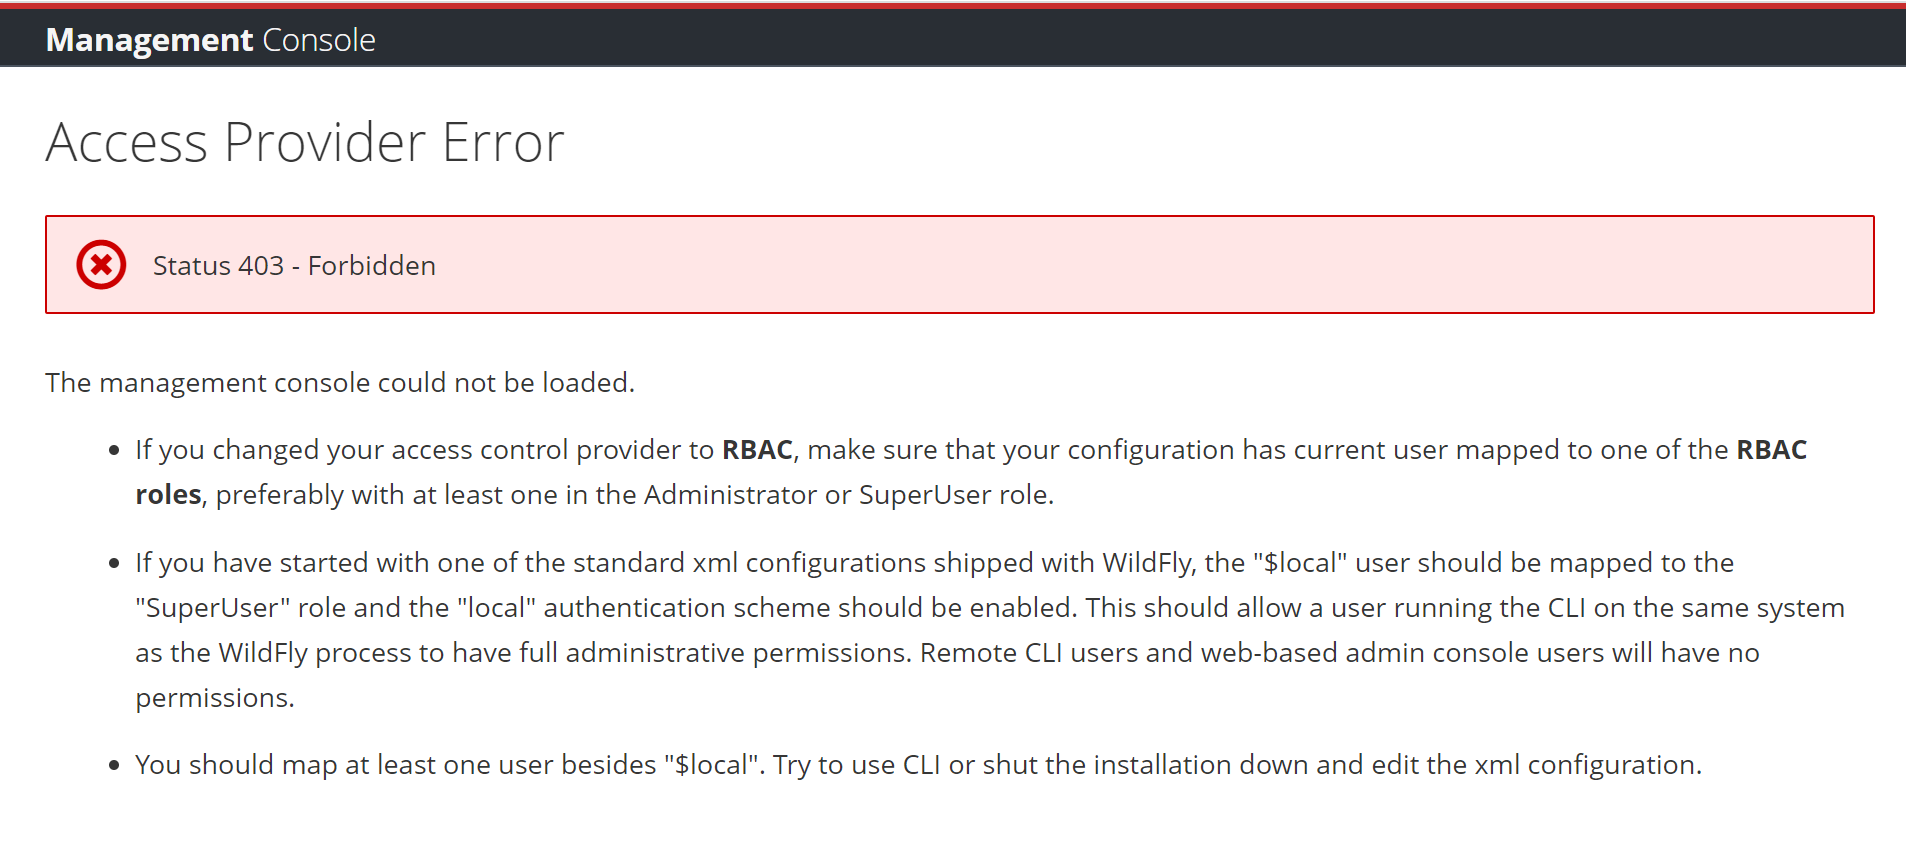 Management Console
Access Provider Error
Status 403 - Forbidden
The management console could not be loaded.
• If you changed your access control provider to RBAC, make sure that your configuration has current user mapped to one of the RBAC
roles, preferably with at least one in the Administrator or SuperUser role.
• If you have started with one of the standard xml configurations shipped with WildFly, the "$local" user should be mapped to the
"SuperUser" role and the "local" authentication scheme should be enabled. This should allow a user running the CLI on the same system
as the WildFly process to have full administrative permissions. Remote CLI users and web-based admin console users will have no
permissions.
• You should map at least one user besides "$local". Try to use CLI or shut the installation down and edit the xml configuration.